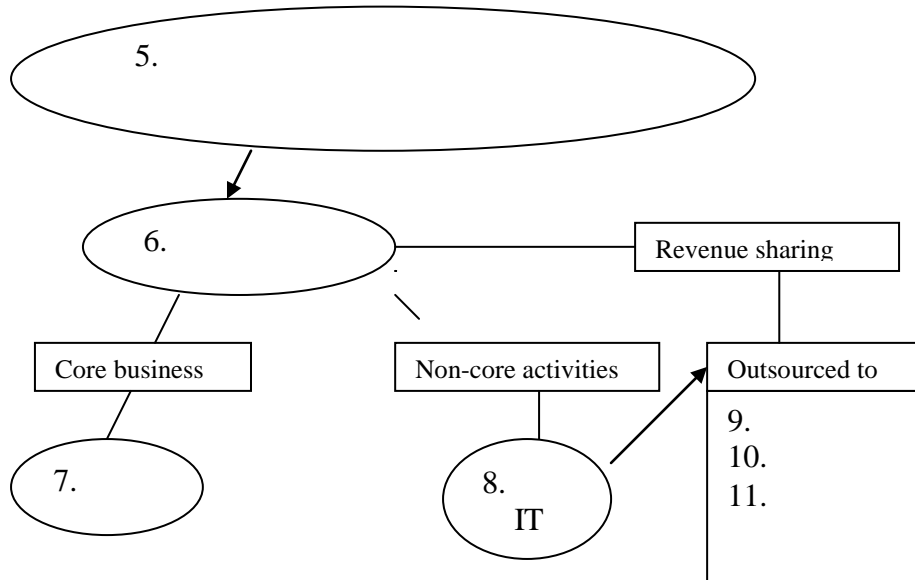 5.
6.
Revenue sharing
Core business
Non-core activities
Outsourced to
7.
8.
IT
9.
10.
11.